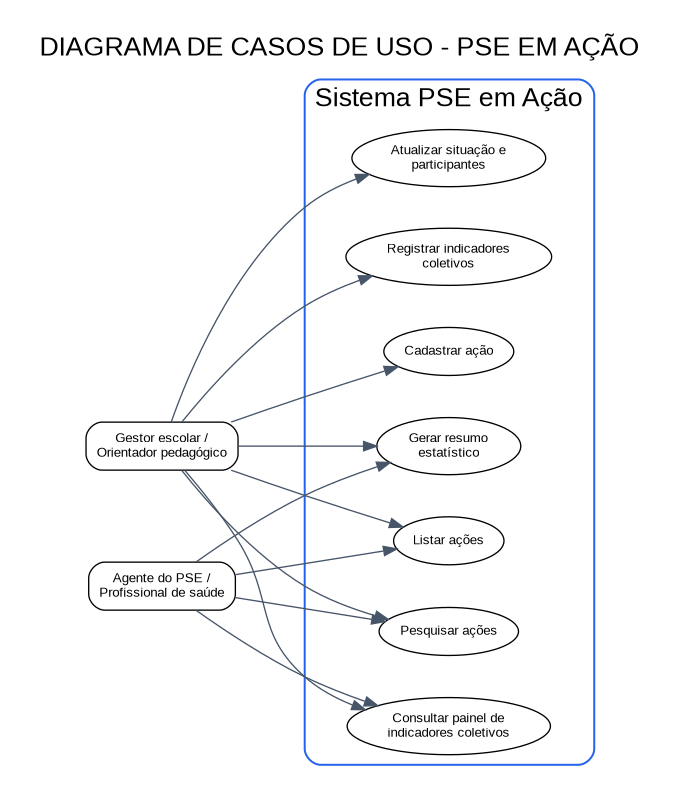 DIAGRAMA DE CASOS DE USO - PSE EM AÇÃO
Sistema PSE em Ação
Atualizar situação e
participantes
Registrar indicadores
coletivos
Cadastrar ação
Gestor escolar /
Orientador pedagógico
Gerar resumo
estatístico
Listar ações
Agente do PSE /
Profissional de saúde
Pesquisar ações
Consultar painel de
indicadores coletivos